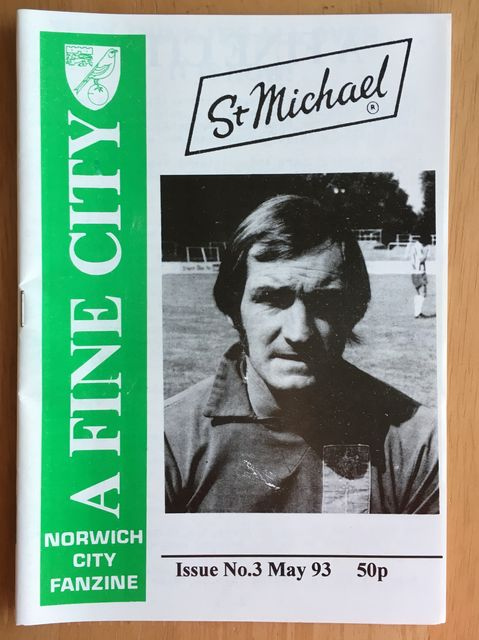 St Michael
®
A FINE CITY
NORWICH
CITY
FANZINE
Issue No.3 May 93 50p